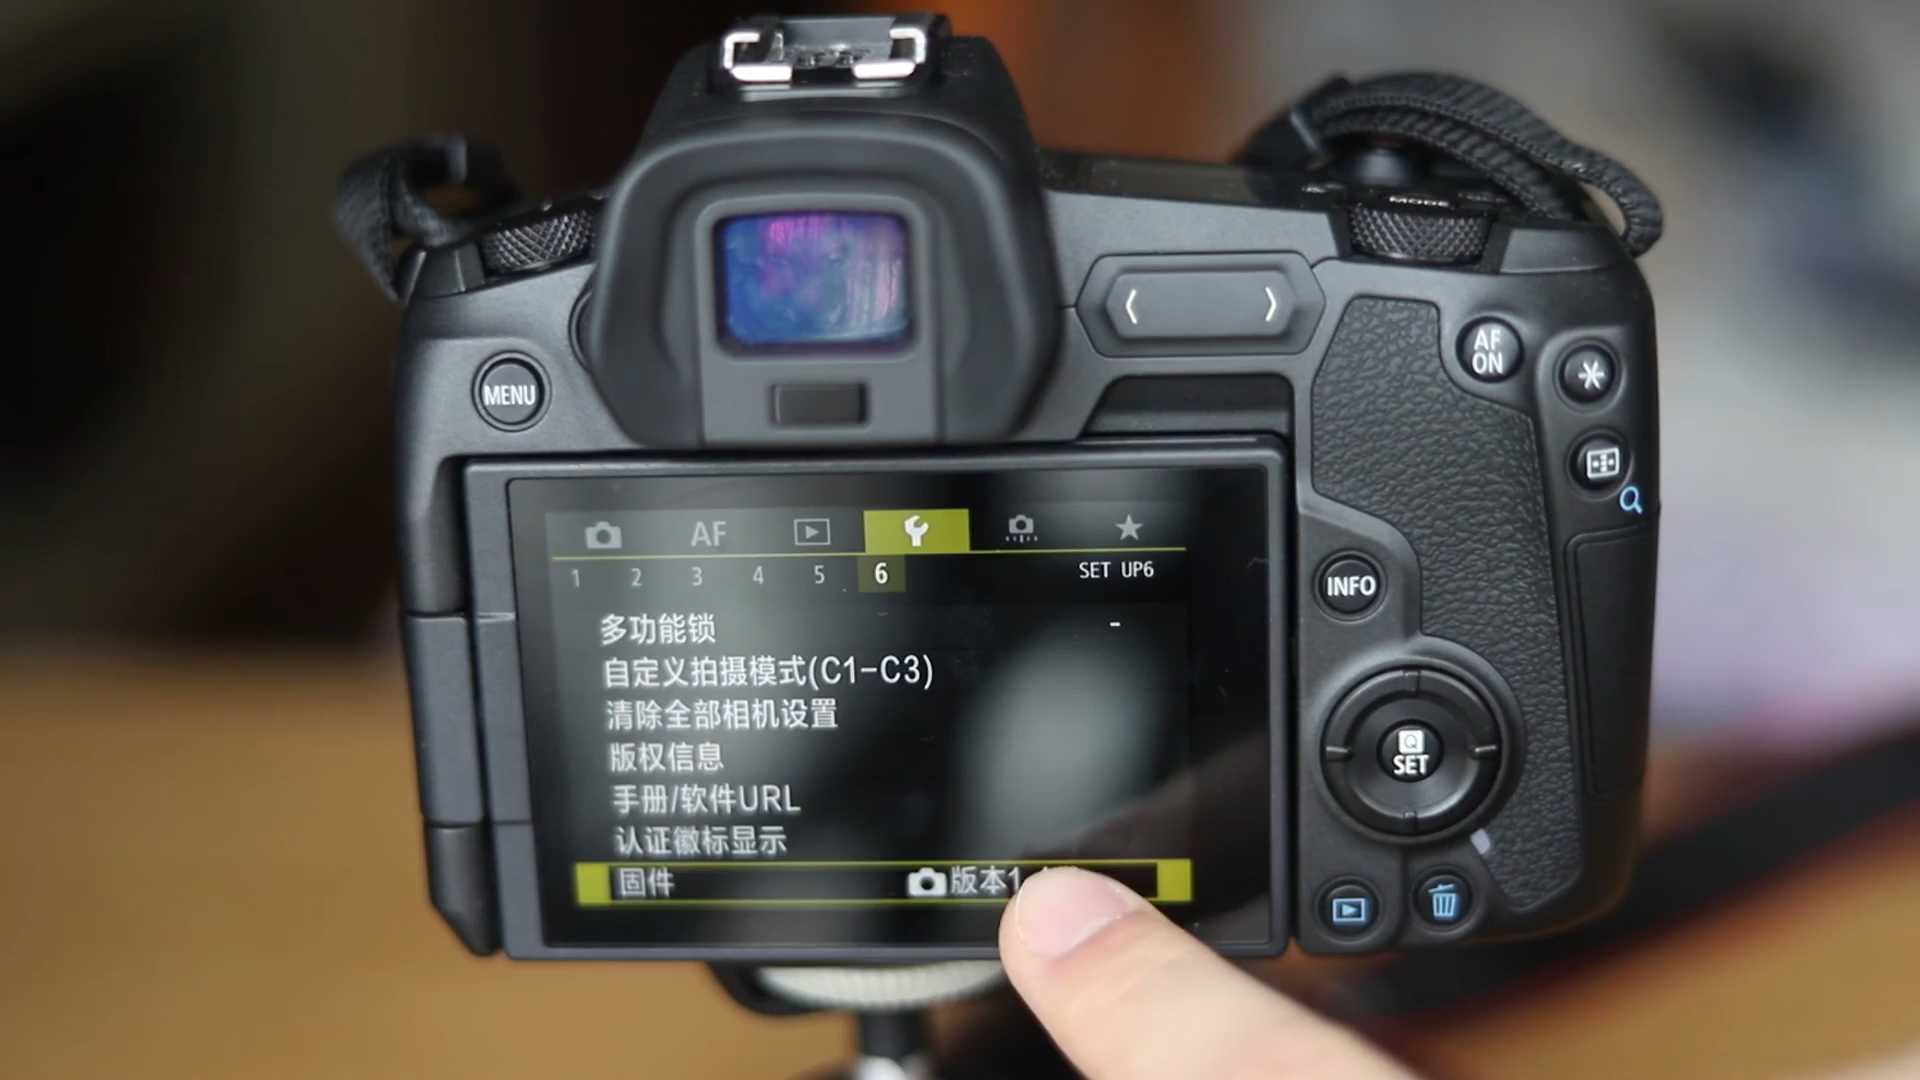 MODE
AF
ON
MENU
AF
1 2 3 4 5 6 SET UP6
多功能锁 -
自定义拍摄模式(C1-C3)
清除全部相机设置
版权信息
手册/软件URL
认证徽标显示
固件 版本1
INFO
Q
SET